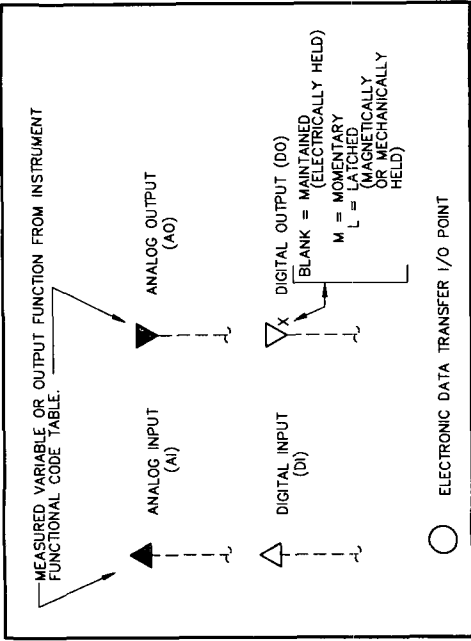 MEASURED VARIABLE OR OUTPUT FUNCTION FROM INSTRUMENT
FUNCTIONAL CODE TABLE.
ANALOG INPUT
(AI)
ANALOG OUTPUT
(AO)
DIGITAL INPUT
(DI)
DIGITAL OUTPUT (DO)
X
BLANK = MAINTAINED
(ELECTRICALLY HELD)
M = MOMENTARY
L = LATCHED
(MAGNETICALLY
OR MECHANICALLY
HELD)
ELECTRONIC DATA TRANSFER I/O POINT